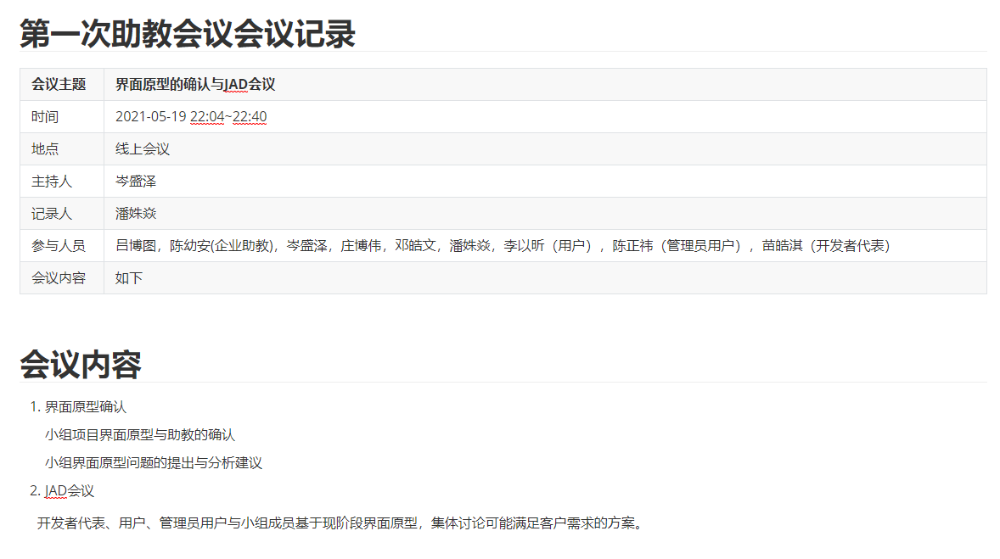 第一次助教会议会议记录
会议主题 界面原型的确认与JAD会议
时间 2021-05-19 22:04~22:40
地点 线上会议
主持人 岑盛泽
记录人 潘姝焱
参与人员 吕博图，陈幼安(企业助教)，岑盛泽，庄博伟，邓皓文，潘姝焱，李以昕（用户），陈正祎（管理员用户），苗皓淇（开发者代表）
会议内容 如下
会议内容
1. 界面原型确认
小组项目界面原型与助教的确认
小组界面原型问题的提出与分析建议
2. JAD会议
开发者代表、用户、管理员用户与小组成员基于现阶段界面原型，集体讨论可能满足客户需求的方案。